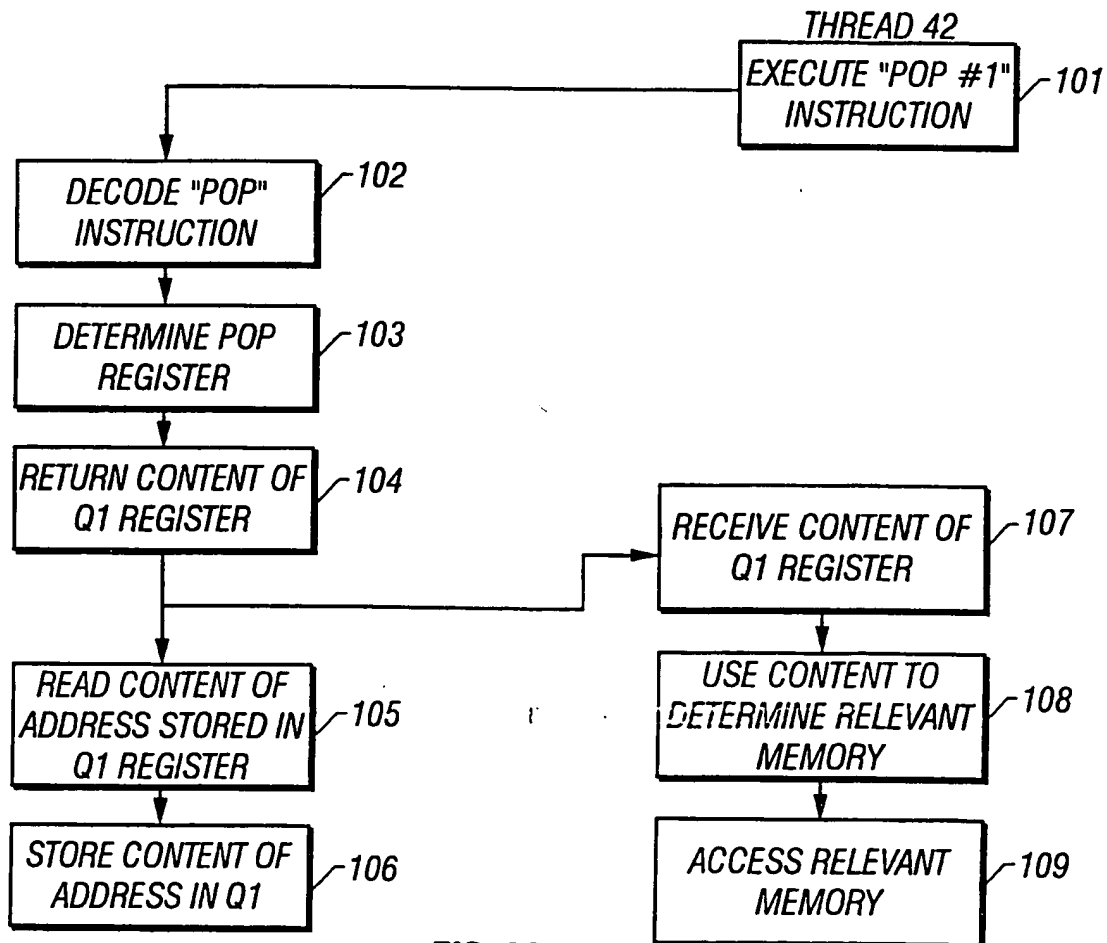 THREAD 42
EXECUTE "POP #1"
INSTRUCTION
101
DECODE "POP"
INSTRUCTION
102
DETERMINE POP
REGISTER
103
RETURN CONTENT OF
Q1 REGISTER
104
READ CONTENT OF
ADDRESS STORED IN
Q1 REGISTER
105
STORE CONTENT OF
ADDRESS IN Q1
106
RECEIVE CONTENT OF
Q1 REGISTER
107
USE CONTENT TO
DETERMINE RELEVANT
MEMORY
108
ACCESS RELEVANT
MEMORY
109